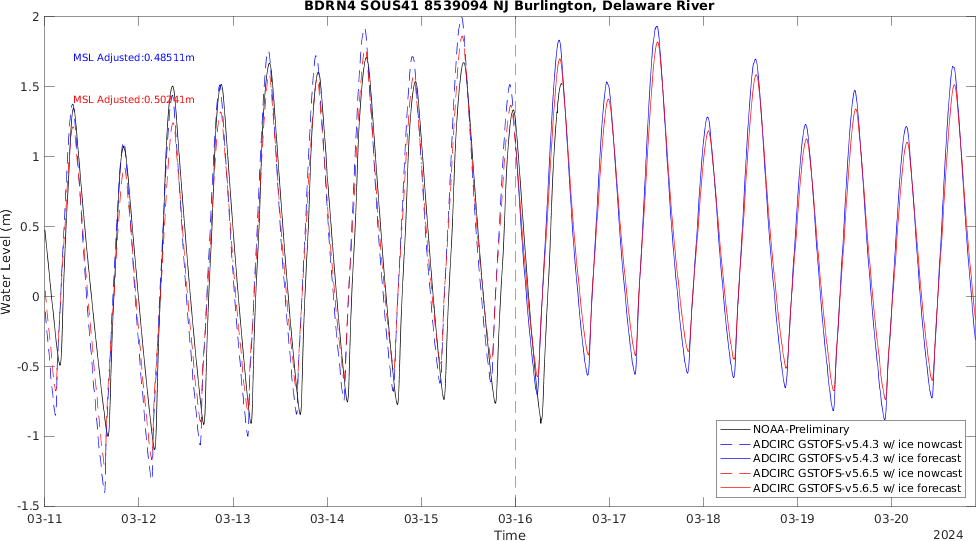 BDRN4 SOUS41 8539094 NJ Burlington, Delaware River
MSL Adjusted:0.48511m
MSL Adjusted:0.50241m
Water Level (m)
2
1.5
1
0.5
0
-0.5
-1
-1.5
NOAA-Preliminary
ADCIRC GSTOFS-v5.4.3 w/ ice nowcast
ADCIRC GSTOFS-v5.4.3 w/ ice forecast
ADCIRC GSTOFS-v5.6.5 w/ ice nowcast
ADCIRC GSTOFS-v5.6.5 w/ ice forecast
03-11 03-12 03-13 03-14 03-15 03-16 03-17 03-18 03-19 03-20
Time
2024